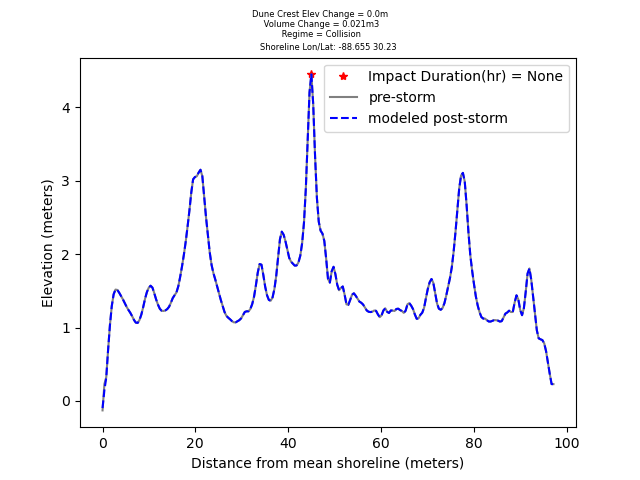 Dune Crest Elev Change = 0.0m
Volume Change = 0.021m3
Regime = Collision
Shoreline Lon/Lat: -88.655 30.23
Impact Duration(hr) = None
pre-storm
modeled post-storm
Elevation (meters)
4
3
2
1
0
0 20 40 60 80 100
Distance from mean shoreline (meters)